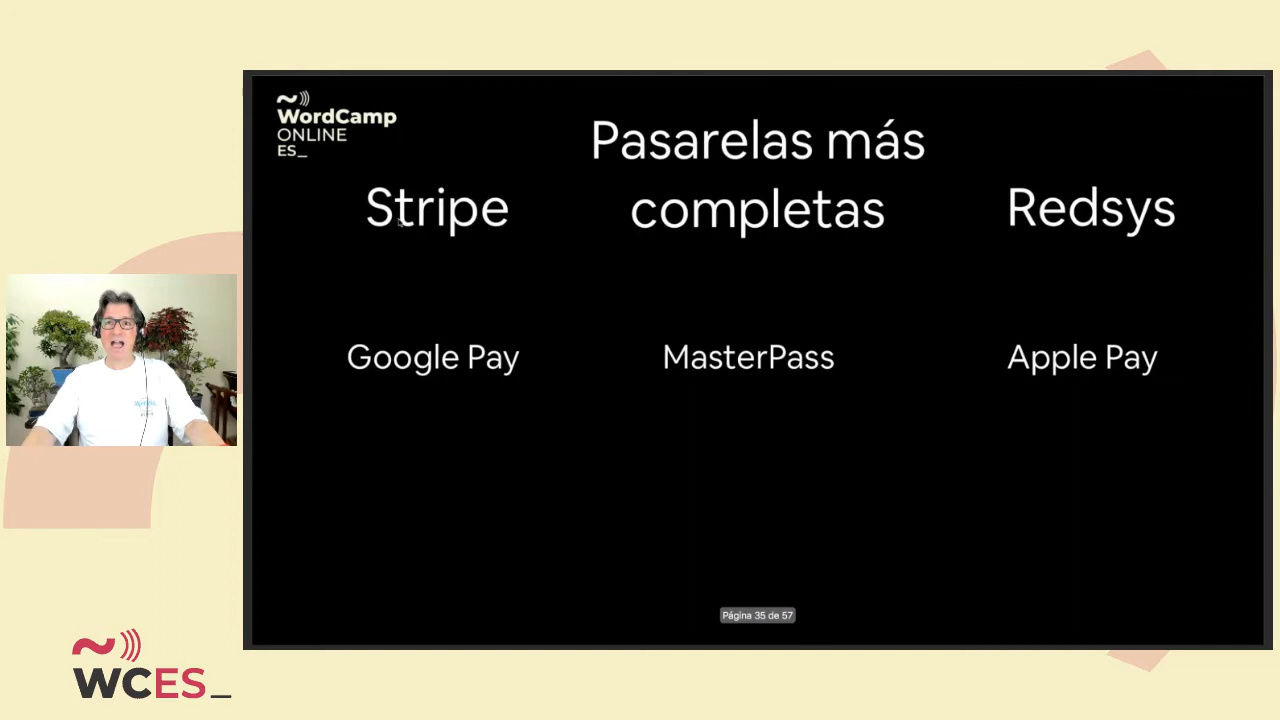 WordCamp
ONLINE
ES_
Pasarelas más
completas
Stripe
Redsys
Google Pay
MasterPass
Apple Pay
Página 35 de 57
WCES_